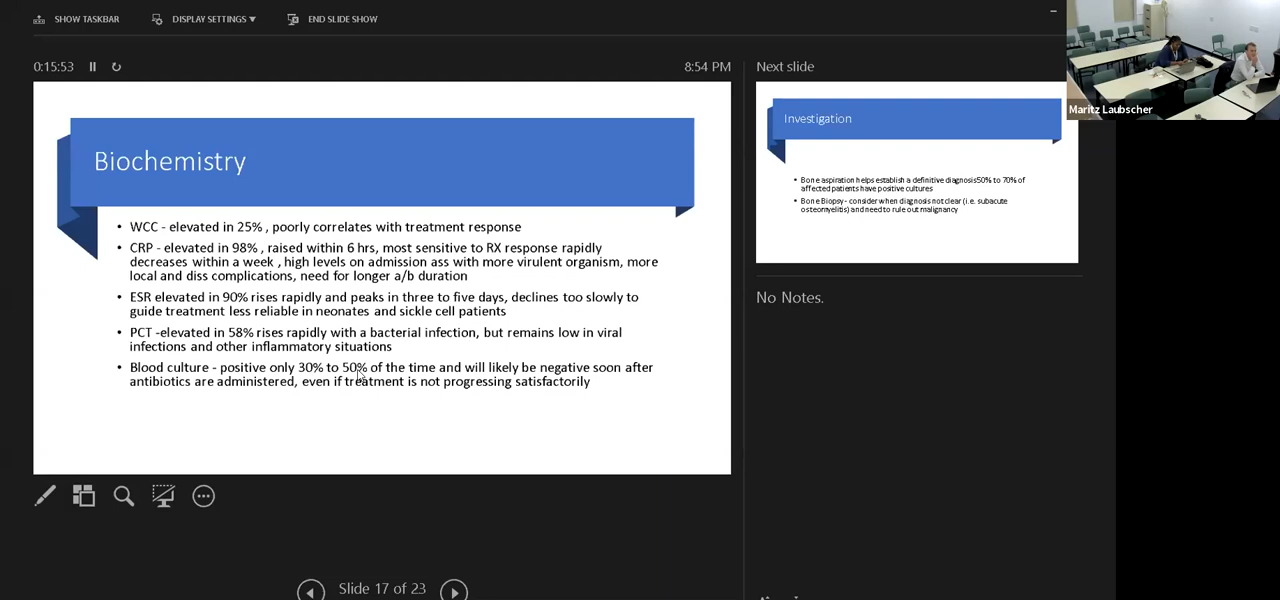 SHOW TASKBAR
DISPLAY SETTINGS ▼
END SLIDE SHOW
0:15:53
8:54 PM
Next slide
Maritz Laubscher
Biochemistry
• WCC - elevated in 25% , poorly correlates with treatment response
• CRP - elevated in 98% , raised within 6 hrs, most sensitive to RX response rapidly
decreases within a week , high levels on admission ass with more virulent organism, more
local and diss complications, need for longer a/b duration
• ESR elevated in 90% rises rapidly and peaks in three to five days, declines too slowly to
guide treatment less reliable in neonates and sickle cell patients
• PCT -elevated in 58% rises rapidly with a bacterial infection, but remains low in viral
infections and other inflammatory situations
• Blood culture - positive only 30% to 50% of the time and will likely be negative soon after
antibiotics are administered, even if treatment is not progressing satisfactorily
Investigation
• Bone aspiration helps establish a definitive diagnosis50% to 70% of
affected patients have positive cultures
• Bone Biopsy- consider when diagnosis not clear (i.e. subacute
osteomyelitis) and need to rule out malignancy
No Notes.
Slide 17 of 23